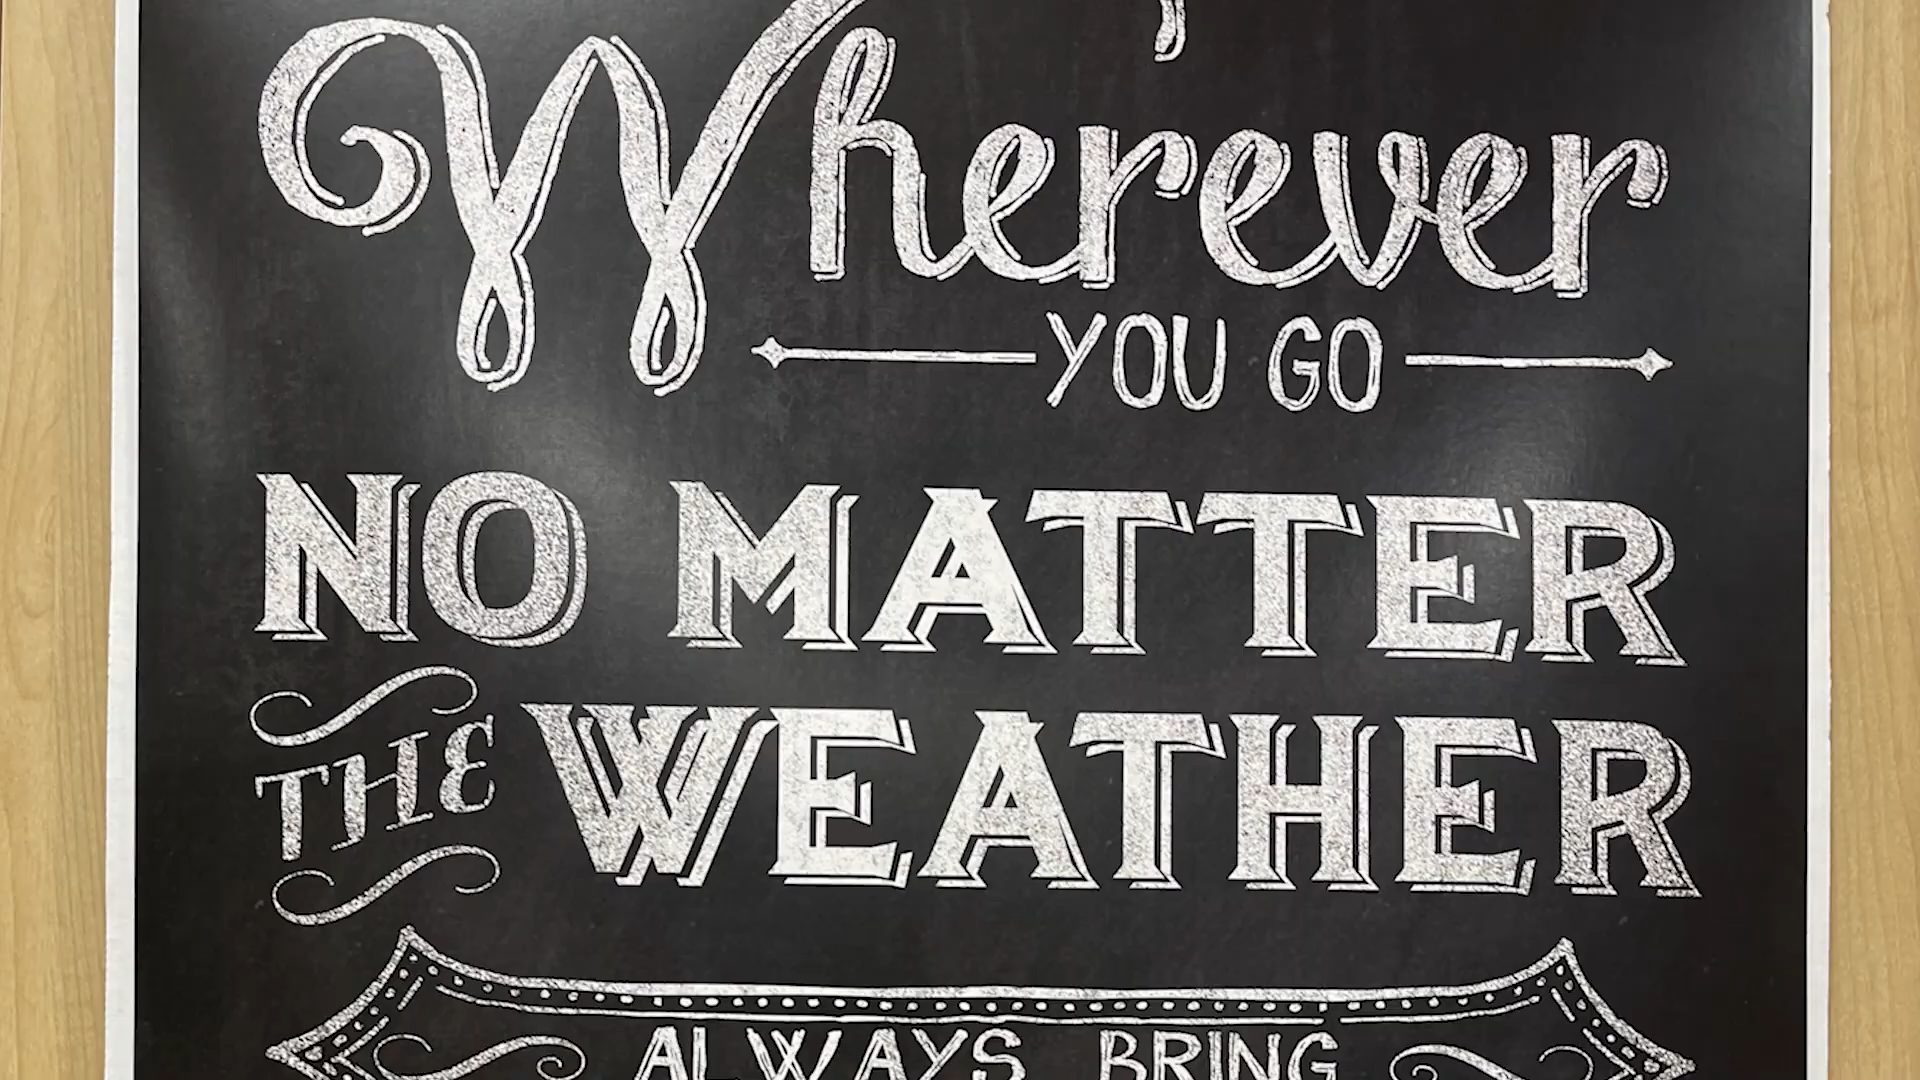 Wherever
YOU GO
NO MATTER
THE WEATHER
ALWAYS BRING